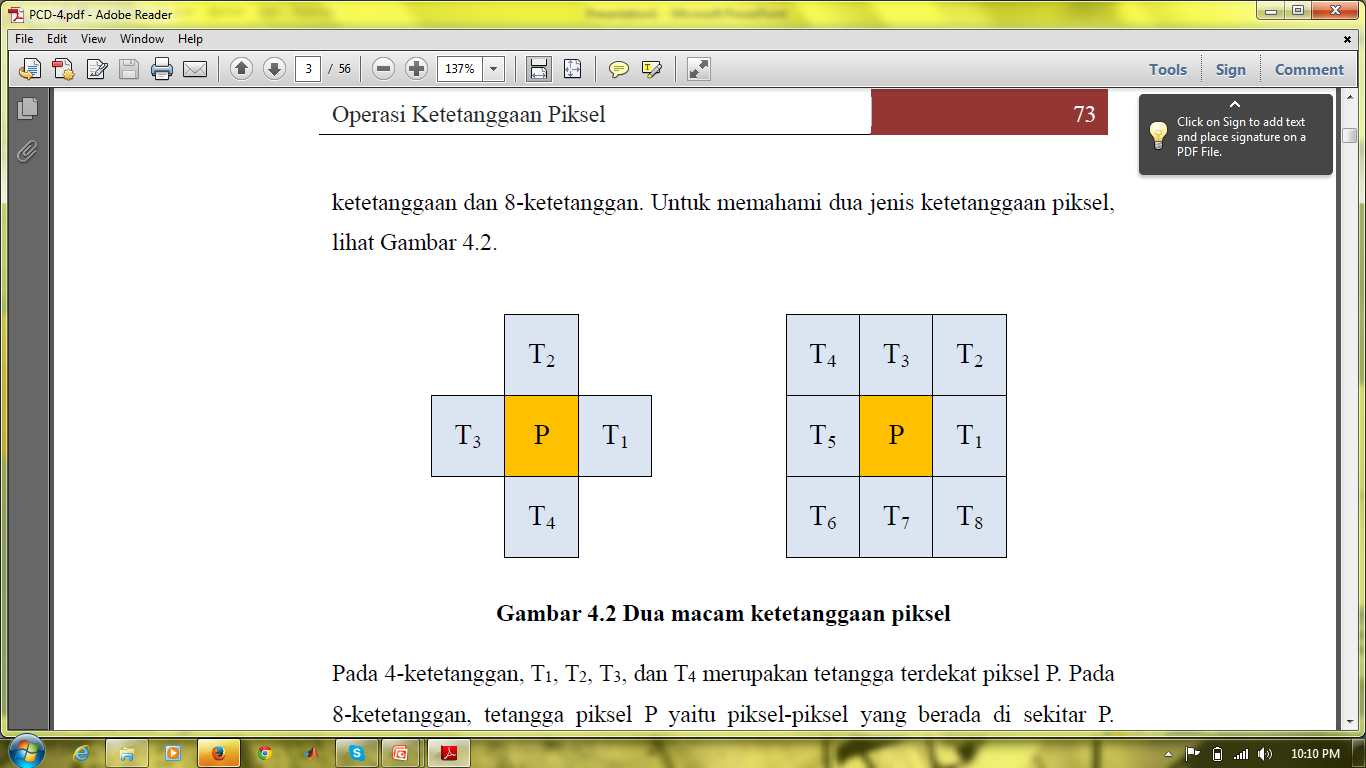 PCD-4.pdf - Adobe Reader
File Edit View Window Help
3 / 56 137% Tools Sign Comment
Click on Sign to add text
and place signature on a
PDF File.
Operasi Ketetanggaan Piksel 73
ketetanggaan dan 8-ketetanggan. Untuk memahami dua jenis ketetanggaan piksel,
lihat Gambar 4.2.
T2
T3 P T1
T4
T4 T3 T2
T5 P T1
T6 T7 T8
Gambar 4.2 Dua macam ketetanggaan piksel
Pada 4-ketetanggan, T1, T2, T3, dan T4 merupakan tetangga terdekat piksel P. Pada
8-ketetanggan, tetangga piksel P yaitu piksel-piksel yang berada di sekitar P.
10:10 PM